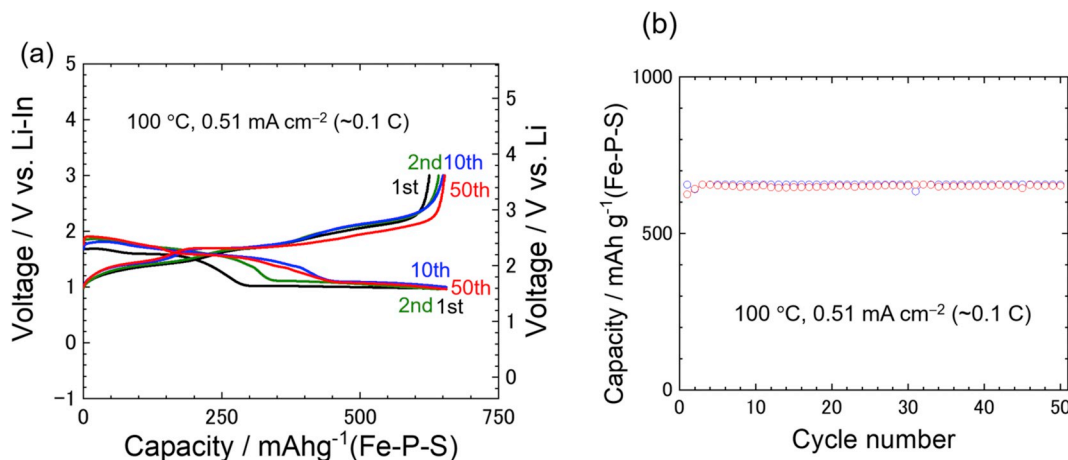 (a)
5
4
3
2
1
0
−1
5
4
3
2
1
0
Voltage / V vs. Li-In
Voltage / V vs. Li
100 °C, 0.51 mA cm⁻² (~0.1 C)
2nd 10th
1st
50th
10th
50th
2nd 1st
0 250 500 750
Capacity / mAhg⁻¹(Fe-P-S)
(b)
1000
500
0
Capacity / mAh g⁻¹(Fe-P-S)
100 °C, 0.51 mA cm⁻² (~0.1 C)
0 10 20 30 40 50
Cycle number